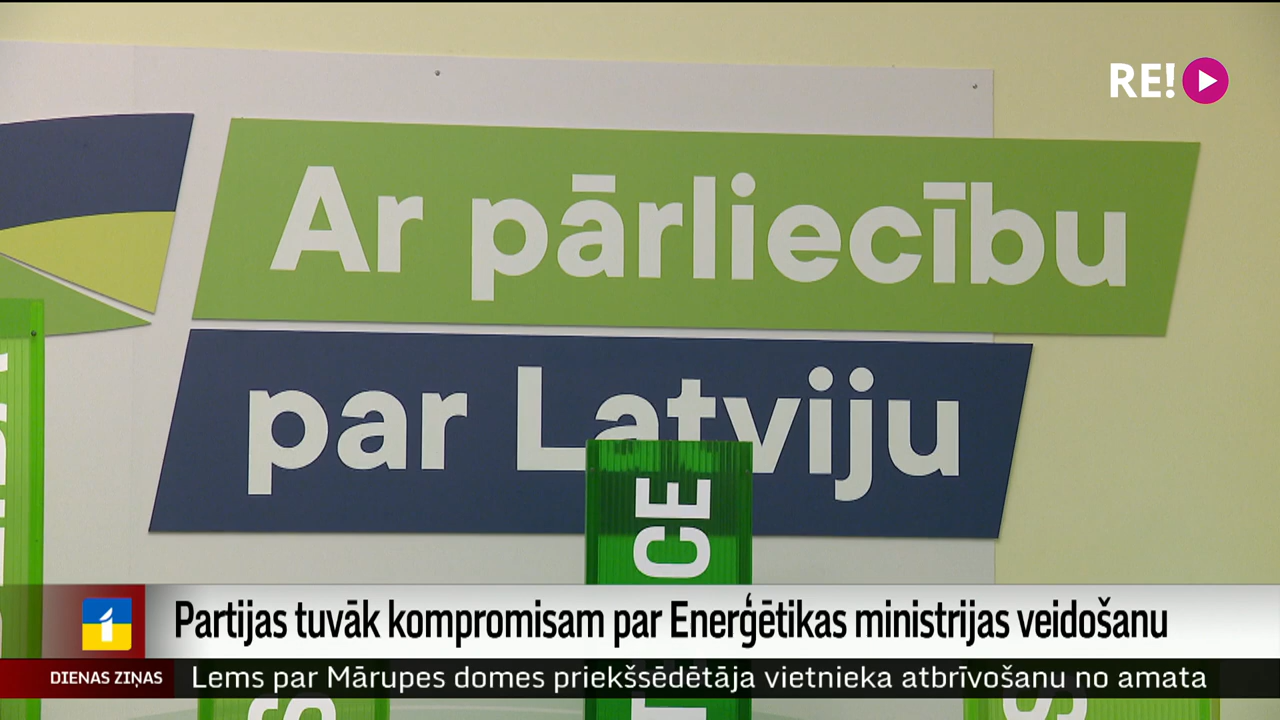 RE!
Ar pārliecību
par Latviju
CE
1
Partijas tuvāk kompromisam par Enerģētikas ministrijas veidošanu
DIENAS ZIŅAS
Lems par Mārupes domes priekšsēdētāja vietnieka atbrīvošanu no amata